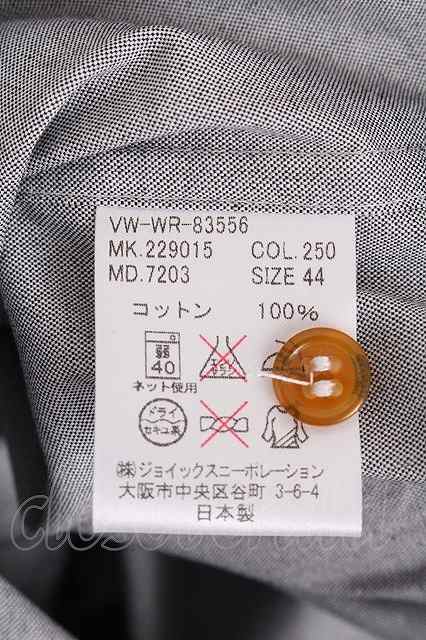 VW-WR-83556
MK.229015 COL.250
MD.7203 SIZE 44
コットン 100%
弱
40
ネット使用
ドライ
セキユ系
㈱ジョイックスコーポレーション
大阪市中央区谷町 3-6-4
日本製